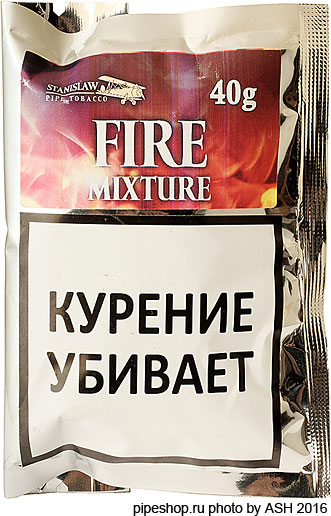 STANISLAW
PIPE TOBACCO
40g
FIRE
MIXTURE
КУРЕНИЕ
УБИВАЕТ
pipeshop.ru photo by ASH 2016